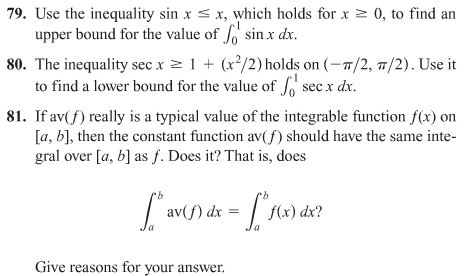 79. Use the inequality sin x ≤ x, which holds for x ≥ 0, to find an
upper bound for the value of ∫₀¹ sin x dx.
80. The inequality sec x ≥ 1 + (x²/2) holds on (−π/2, π/2). Use it
to find a lower bound for the value of ∫₀¹ sec x dx.
81. If av(f) really is a typical value of the integrable function f(x) on
[a, b], then the constant function av(f) should have the same inte-
gral over [a, b] as f. Does it? That is, does
∫ₐᵇ av(f) dx = ∫ₐᵇ f(x) dx?
Give reasons for your answer.